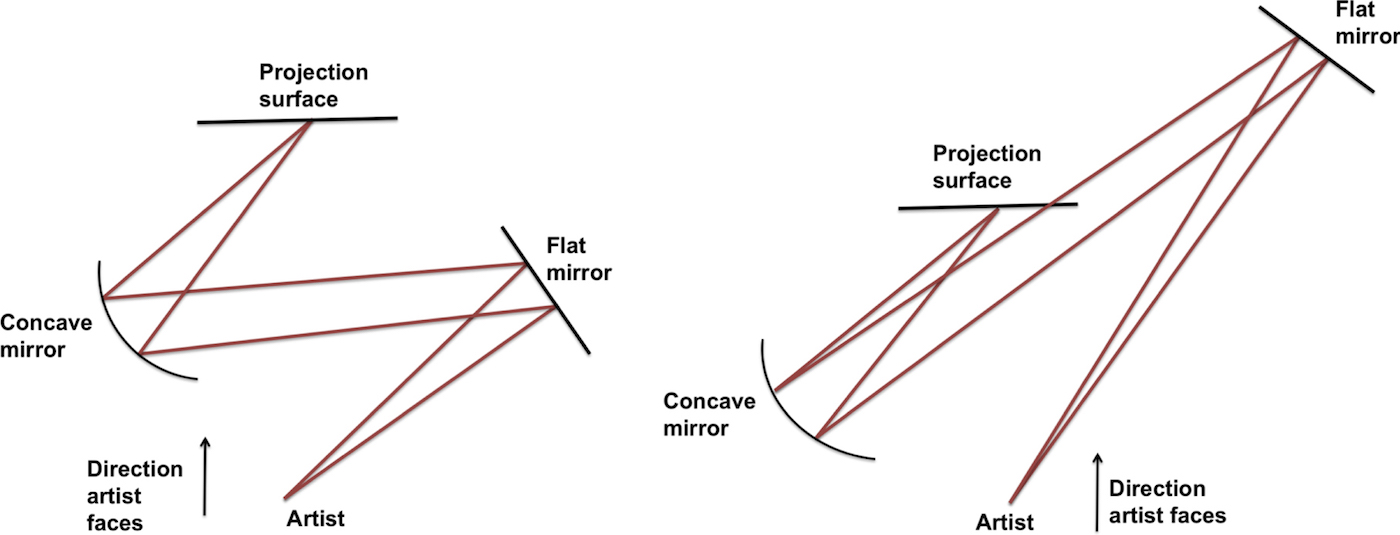 Projection
surface
Flat
mirror
Concave
mirror
Direction
artist
faces
Artist
Flat
mirror
Projection
surface
Concave
mirror
Direction
artist faces
Artist